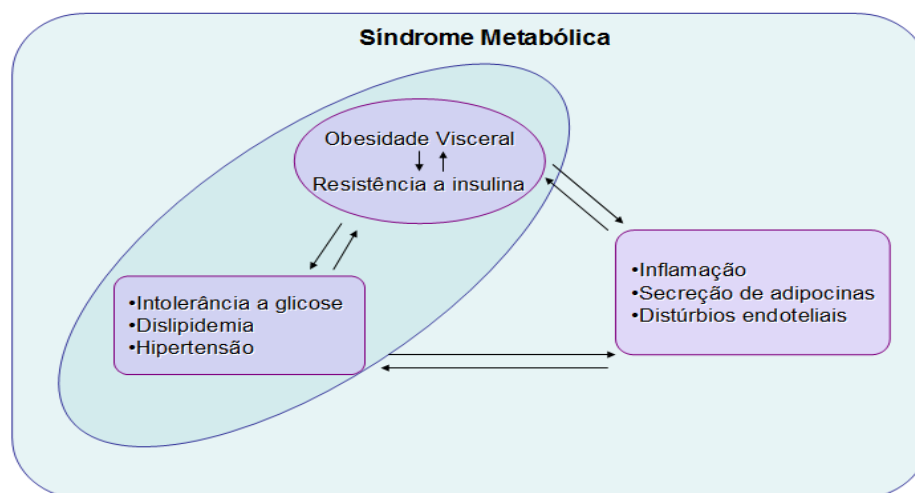 Síndrome Metabólica
Obesidade Visceral
Resistência a insulina
•Intolerância a glicose
•Dislipidemia
•Hipertensão
•Inflamação
•Secreção de adipocinas
•Distúrbios endoteliais